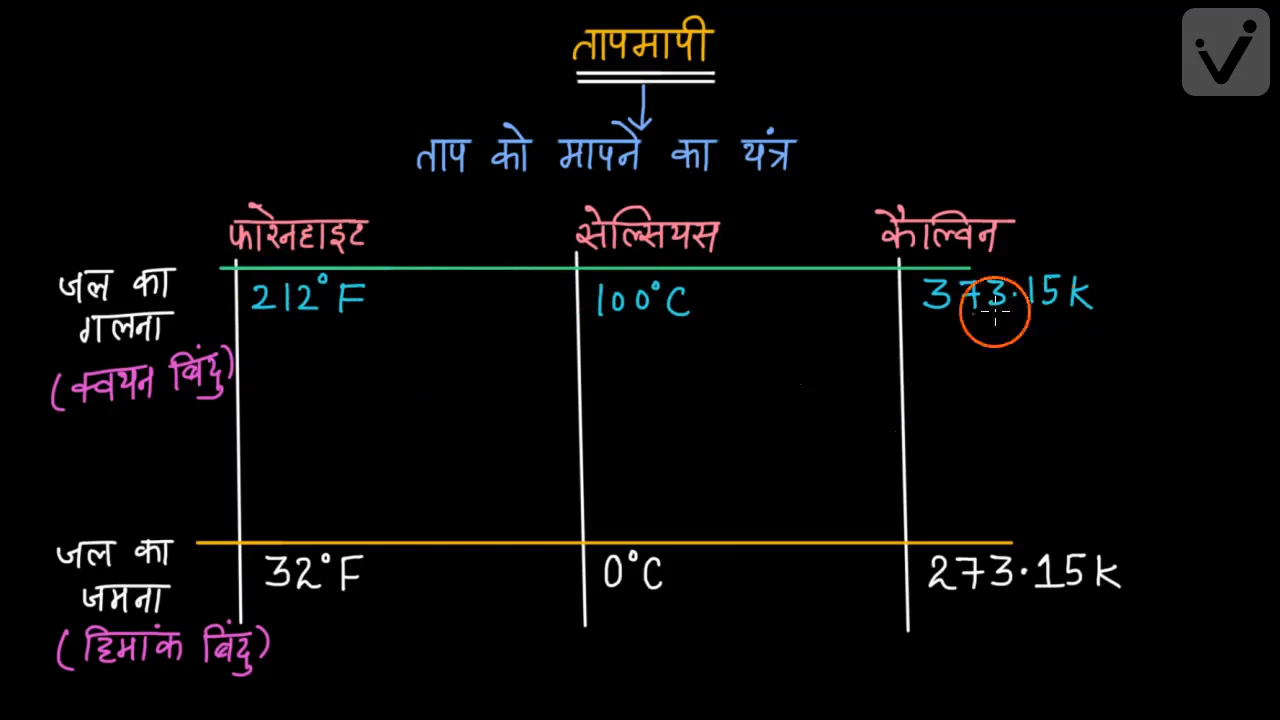 तापमापी
ताप को मापने का यंत्र
फारेनहाइट सेल्सियस कैल्विन
जल का
गलना
(क्वथन बिंदु)
212°F 100°C 373.15K
जल का
जमना
(हिमांक बिंदु)
32°F 0°C 273.15K